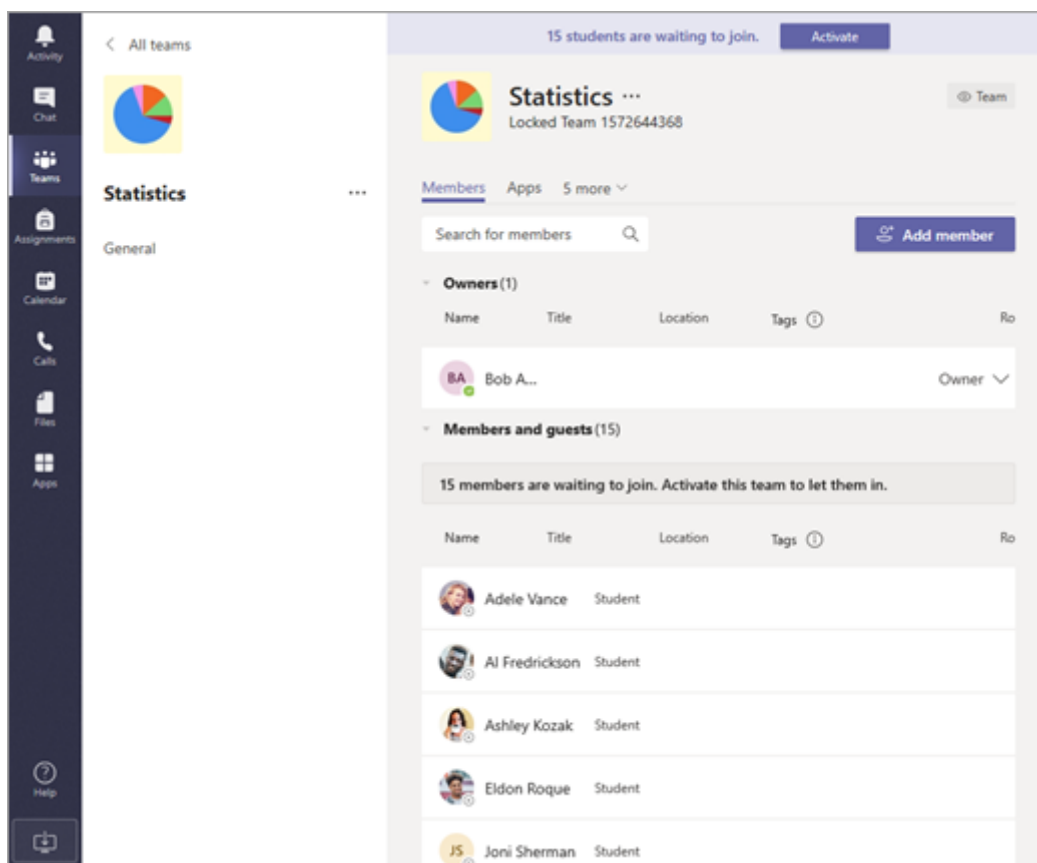 Activity
Chat
Teams
Assignments
Calendar
Calls
Files
Apps
Help
All teams
Statistics ...
General
15 students are waiting to join. Activate
Statistics ...
Locked Team 1572644368
Team
Members Apps 5 more
Search for members
Add member
Owners (1)
Name Title Location Tags Ro
BA Bob A... Owner
Members and guests (15)
15 members are waiting to join. Activate this team to let them in.
Name Title Location Tags Ro
Adele Vance Student
Al Fredrickson Student
Ashley Kozak Student
Eldon Roque Student
JS Joni Sherman Student